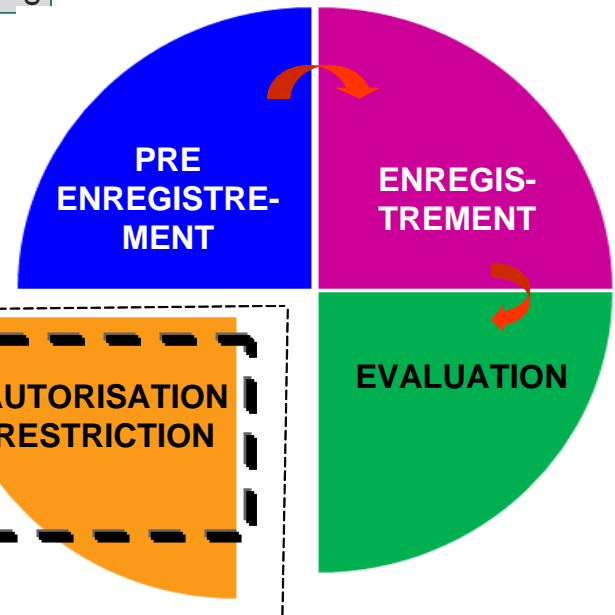 g
PRE
ENREGISTRE-
MENT
ENREGIS-
TREMENT
EVALUATION
AUTORISATION
RESTRICTION